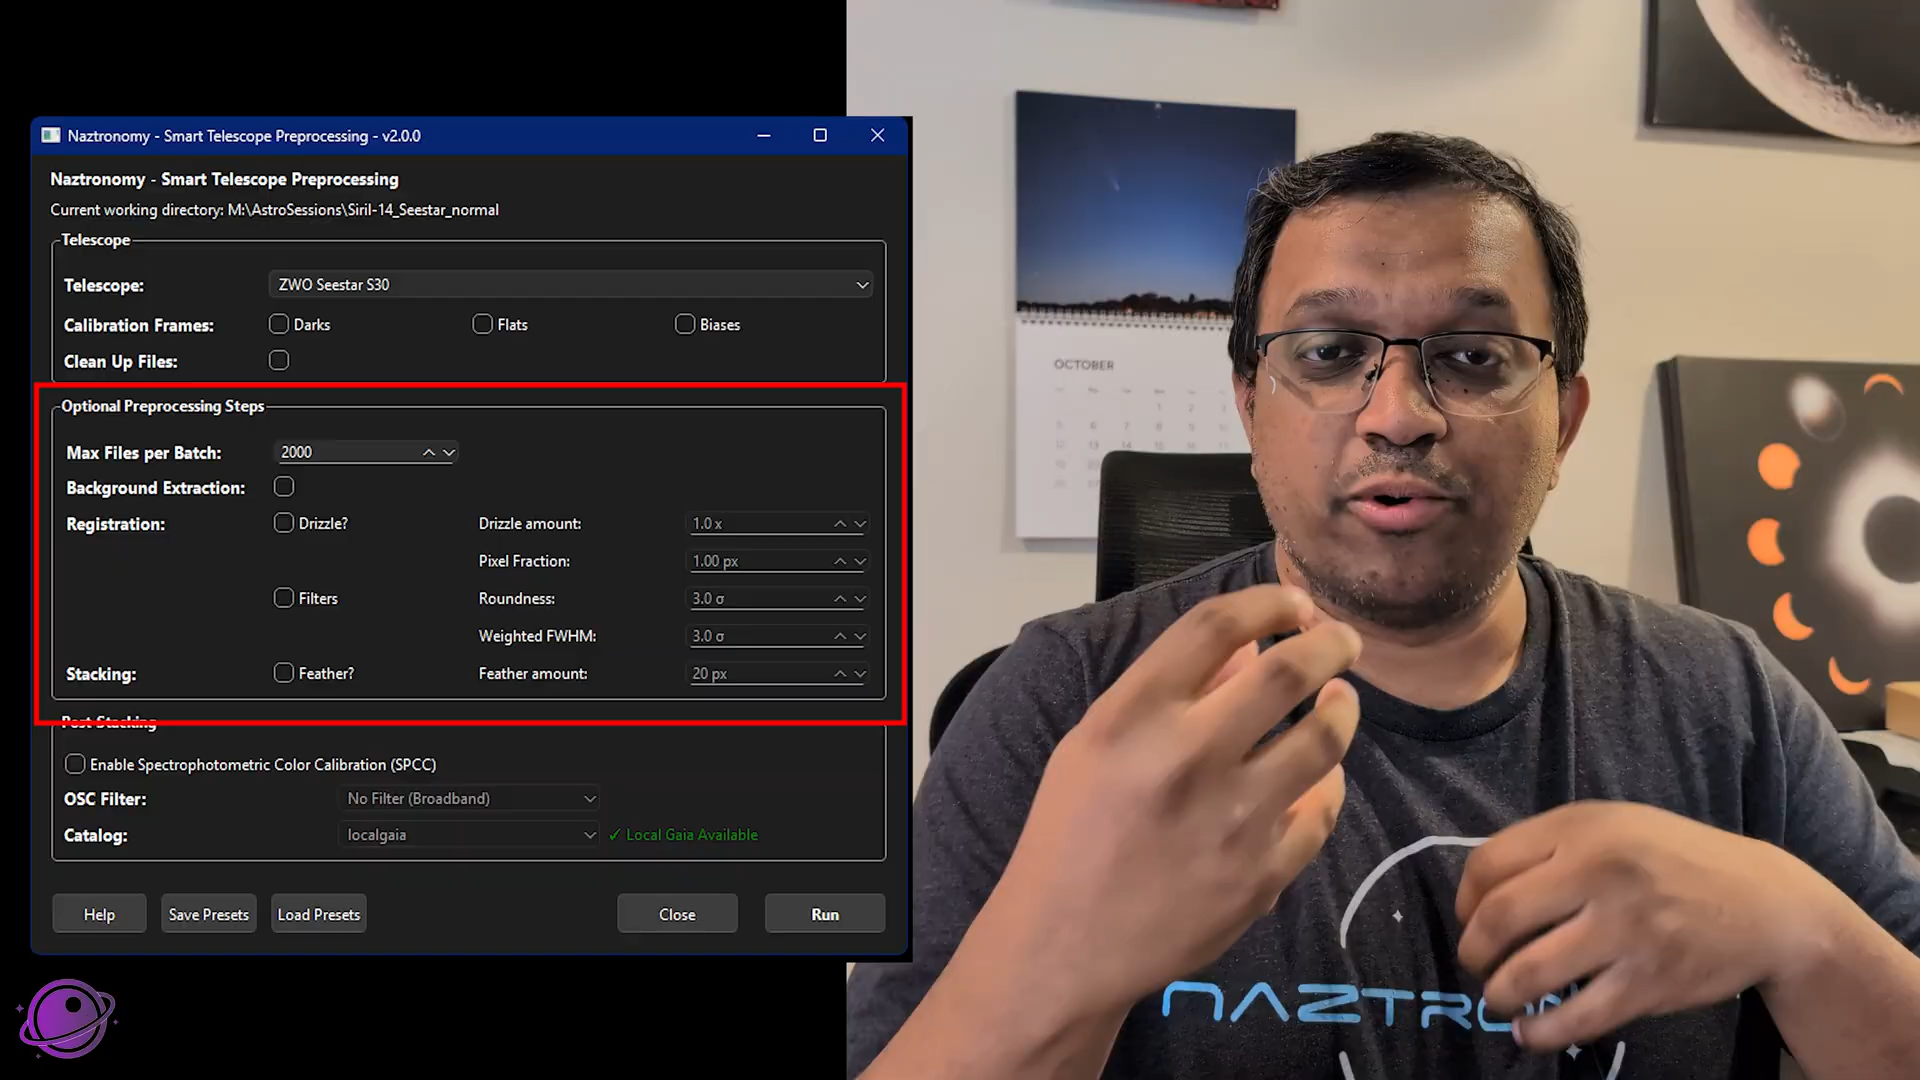 Naztronomy - Smart Telescope Preprocessing - v2.0.0
Naztronomy - Smart Telescope Preprocessing
Current working directory: M:\AstroSessions\Siril-14_Seestar_normal
Telescope
Telescope: ZWO Seestar S30
Calibration Frames: Darks Flats Biases
Clean Up Files:
Optional Preprocessing Steps
Max Files per Batch: 2000
Background Extraction:
Registration: Drizzle? Drizzle amount: 1.0 x
Pixel Fraction: 1.00 px
Filters Roundness: 3.0 σ
Weighted FWHM: 3.0 σ
Stacking: Feather? Feather amount: 20 px
Post Stacking
Enable Spectrophotometric Color Calibration (SPCC)
OSC Filter: No Filter (Broadband)
Catalog: localgaia ✓ Local Gaia Available
Help Save Presets Load Presets Close Run
OCTOBER
NAZTRON